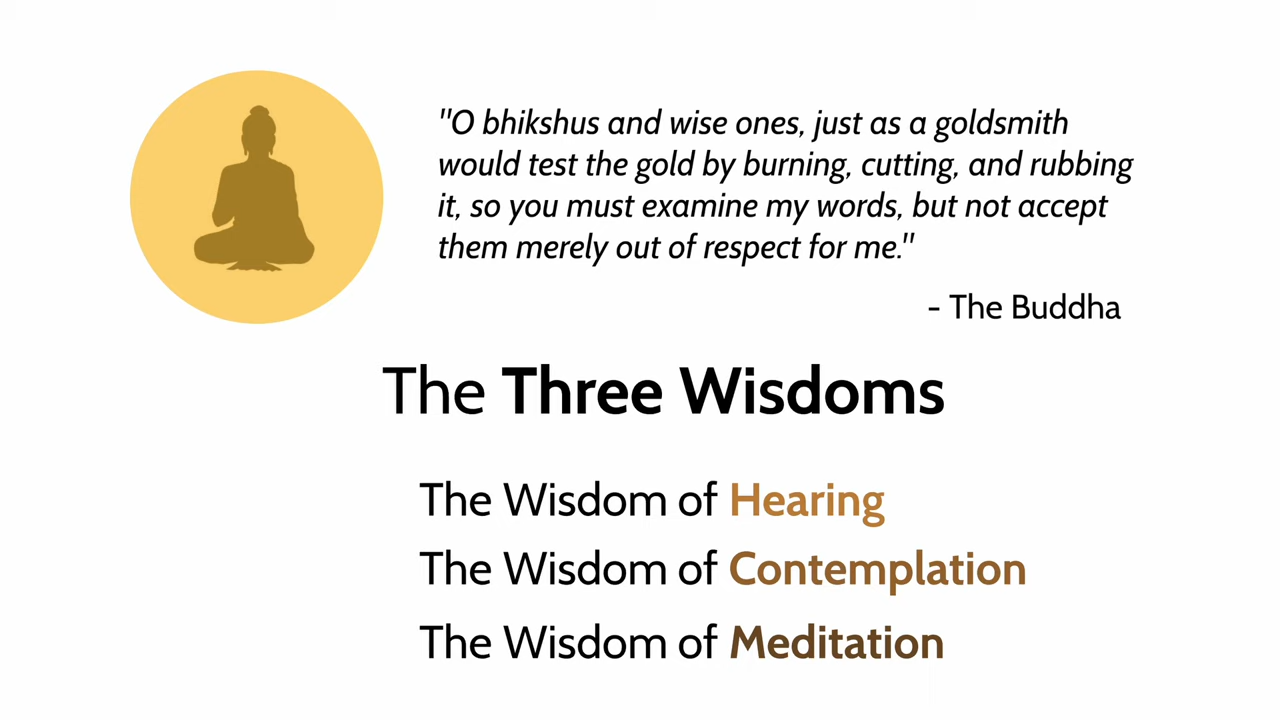 "O bhikshus and wise ones, just as a goldsmith
would test the gold by burning, cutting, and rubbing
it, so you must examine my words, but not accept
them merely out of respect for me."
- The Buddha
The Three Wisdoms
The Wisdom of Hearing
The Wisdom of Contemplation
The Wisdom of Meditation